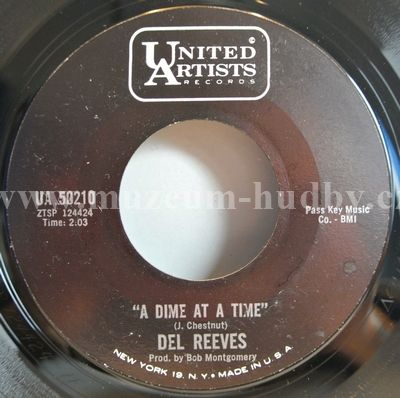 UNITED
ARTISTS
RECORDS
©
UA 50210
ZTSP 124424
Time: 2.03
Pass Key Music
Co. - BMI
www.muzeum-hudby.c
"A DIME AT A TIME"
(J. Chestnut)
DEL REEVES
Prod. by Bob Montgomery
NEW YORK 19, N. Y. MADE IN U.S.A.